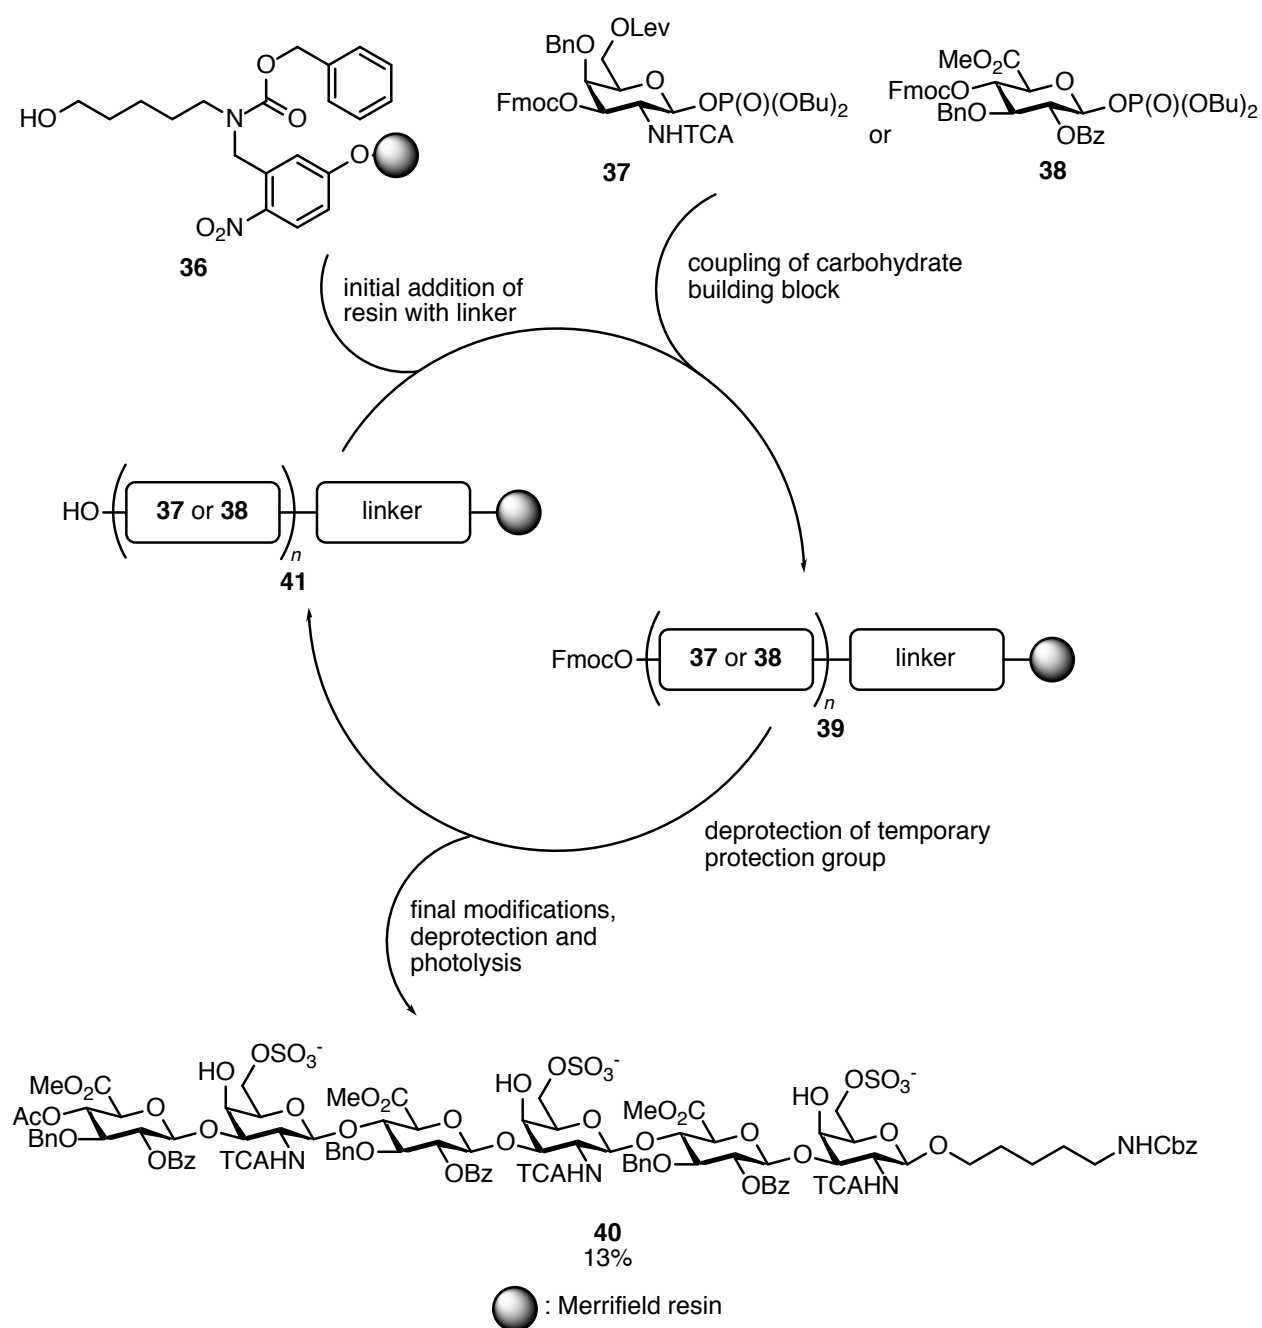 OLev
BnO
O
FmocO
OP(O)(OBu)2
NHTCA
37
or
MeO2C
O
FmocO
BnO
OP(O)(OBu)2
OBz
38
O
HO
N
O
O
O2N
36
initial addition of
resin with linker
coupling of carbohydrate
building block
HO
37 or 38
linker
n
41
FmocO
37 or 38
linker
n
39
deprotection of temporary
protection group
final modifications,
deprotection and
photolysis
MeO2C
AcO
BnO
O
OBz
O
HO
OSO3-
O
TCAHN
O
MeO2C
BnO
O
OBz
O
HO
OSO3-
O
TCAHN
O
MeO2C
BnO
O
OBz
O
HO
OSO3-
O
TCAHN
O
NHCbz
40
13%
: Merrifield resin